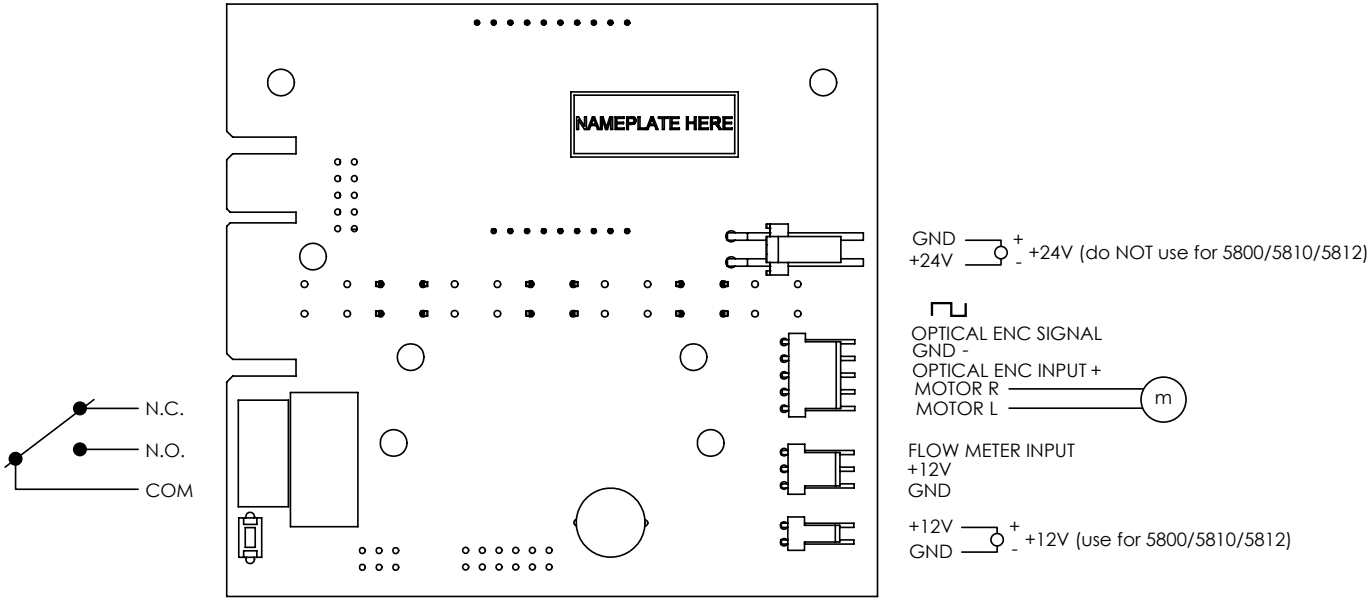 NAMEPLATE HERE
GND +
+24V - +24V (do NOT use for 5800/5810/5812)
OPTICAL ENC SIGNAL
GND -
OPTICAL ENC INPUT +
MOTOR R
MOTOR L
m
N.C.
N.O.
COM
FLOW METER INPUT
+12V
GND
+12V +
GND - +12V (use for 5800/5810/5812)